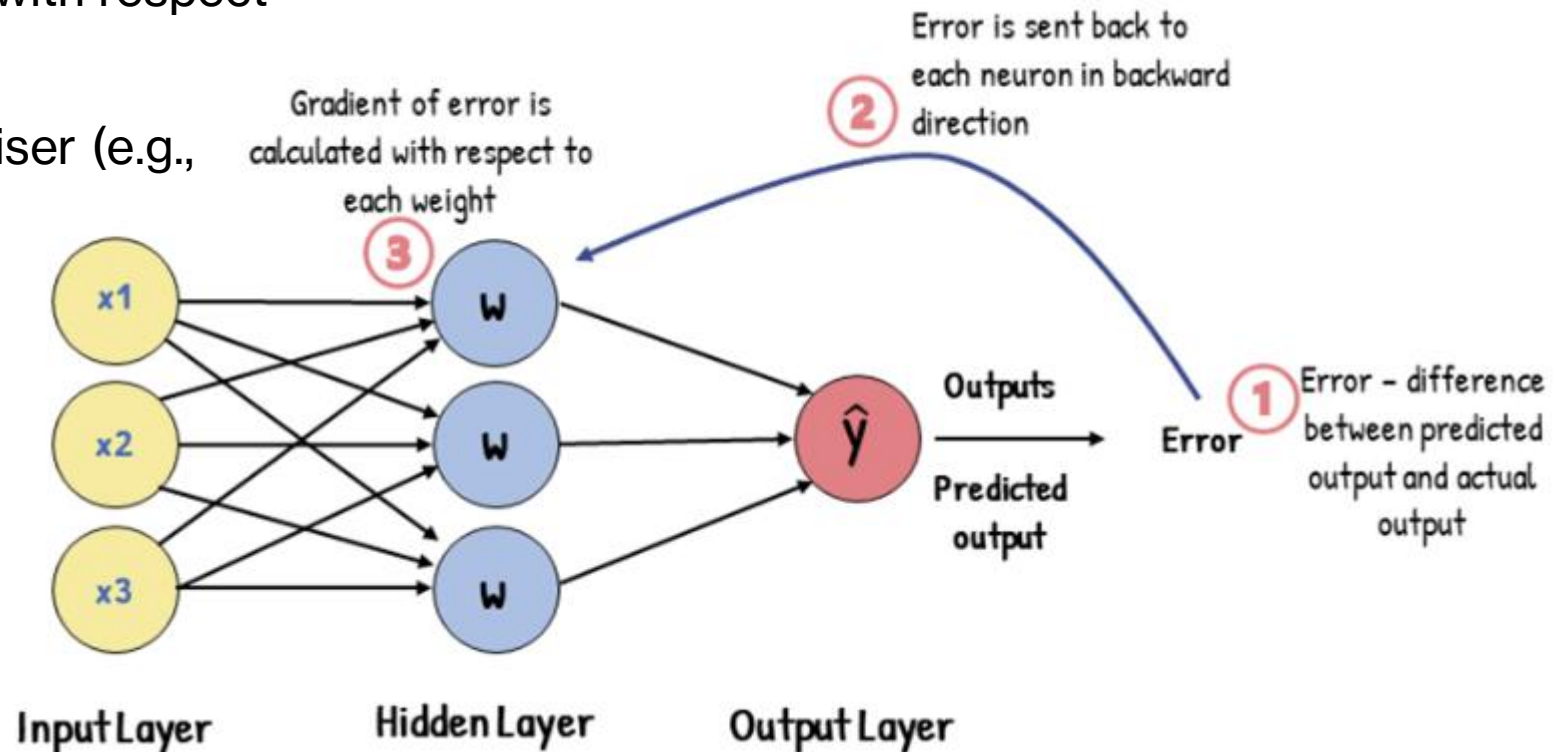 with respect
iser (e.g.,
Gradient of error is
calculated with respect to
each weight
3
Error is sent back to
each neuron in backward
direction
2
x1
x2
x3
w
w
w
ŷ
Outputs
Predicted
output
Error
1
Error - difference
between predicted
output and actual
output
Input Layer
Hidden Layer
Output Layer